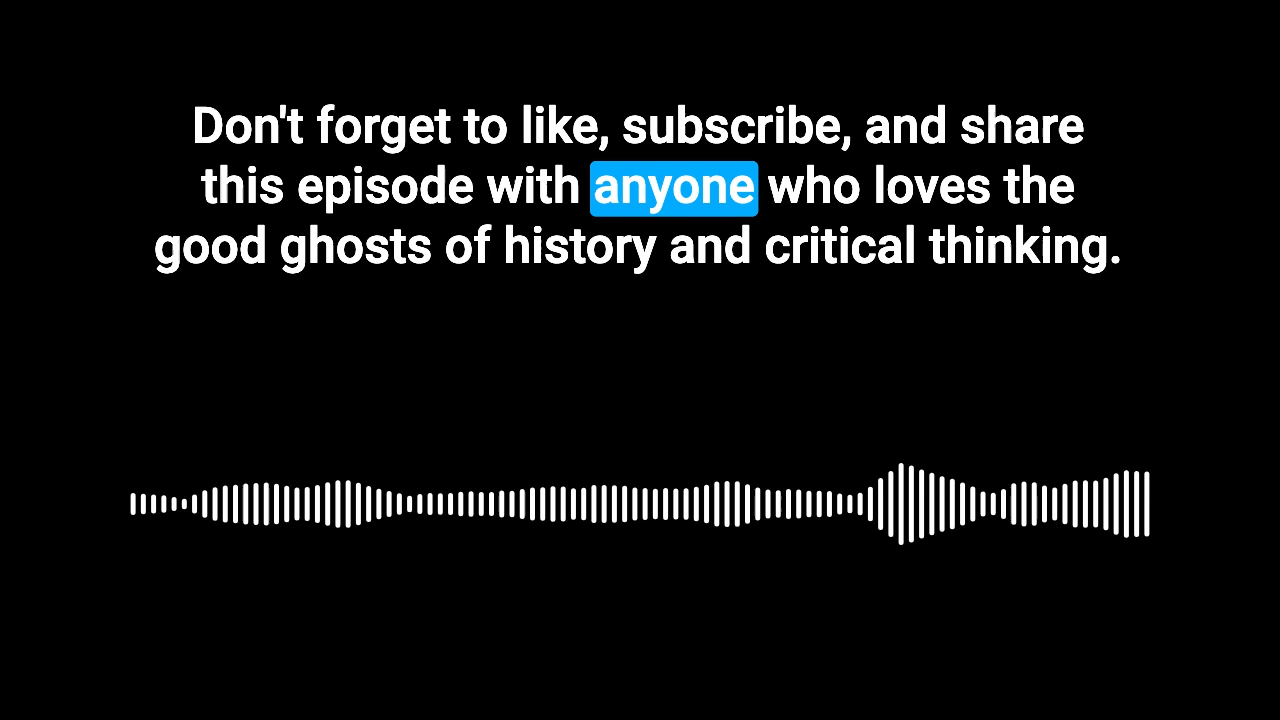 Don't forget to like, subscribe, and share
this episode with anyone who loves the
good ghosts of history and critical thinking.